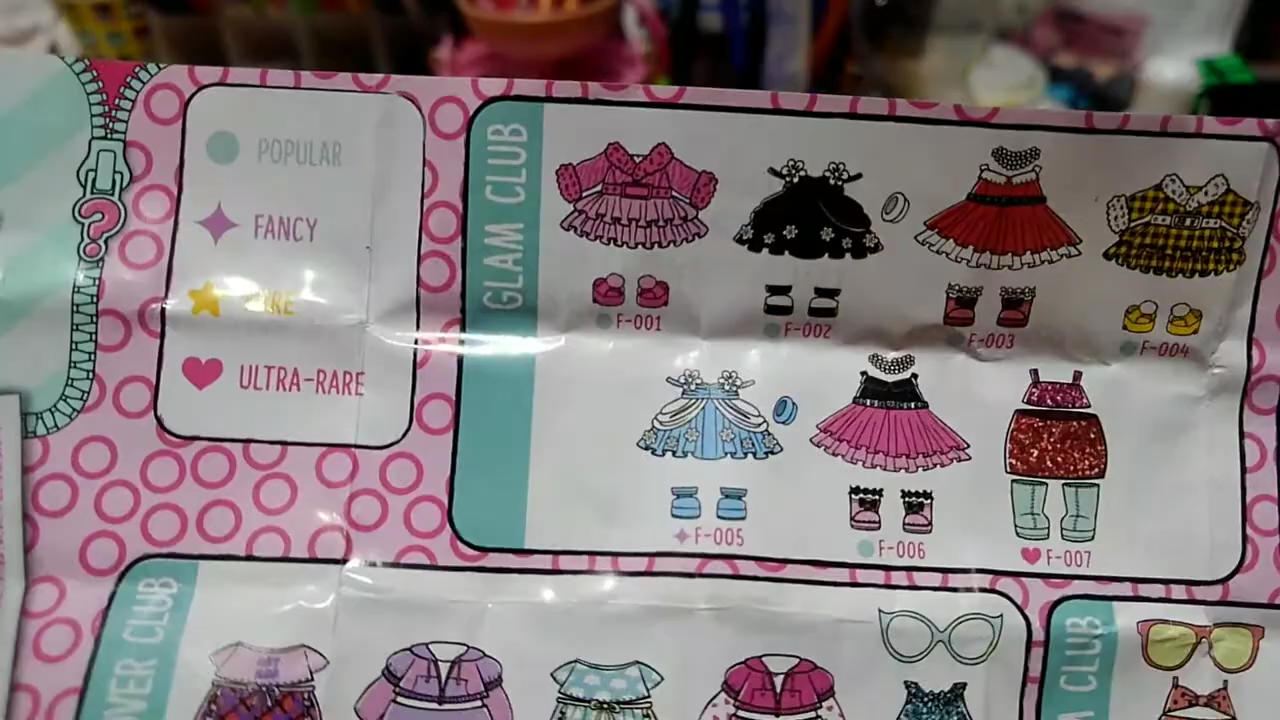 POPULAR
FANCY
ULTRA-RARE
GLAM CLUB
F-001
F-002
F-003
F-004
F-005
F-006
F-007
CLUB
CLUB